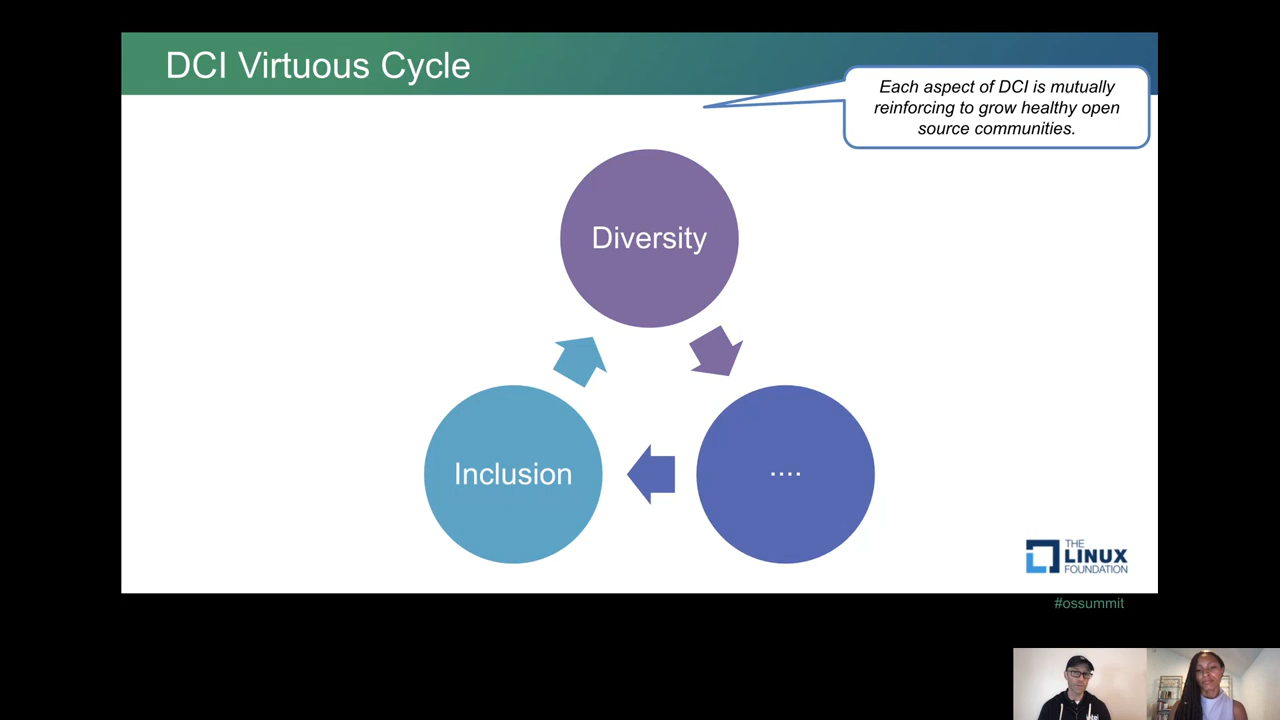 DCI Virtuous Cycle
Each aspect of DCI is mutually
reinforcing to grow healthy open
source communities.
Diversity
Inclusion
....
THE
LINUX
FOUNDATION
#ossummit
intel